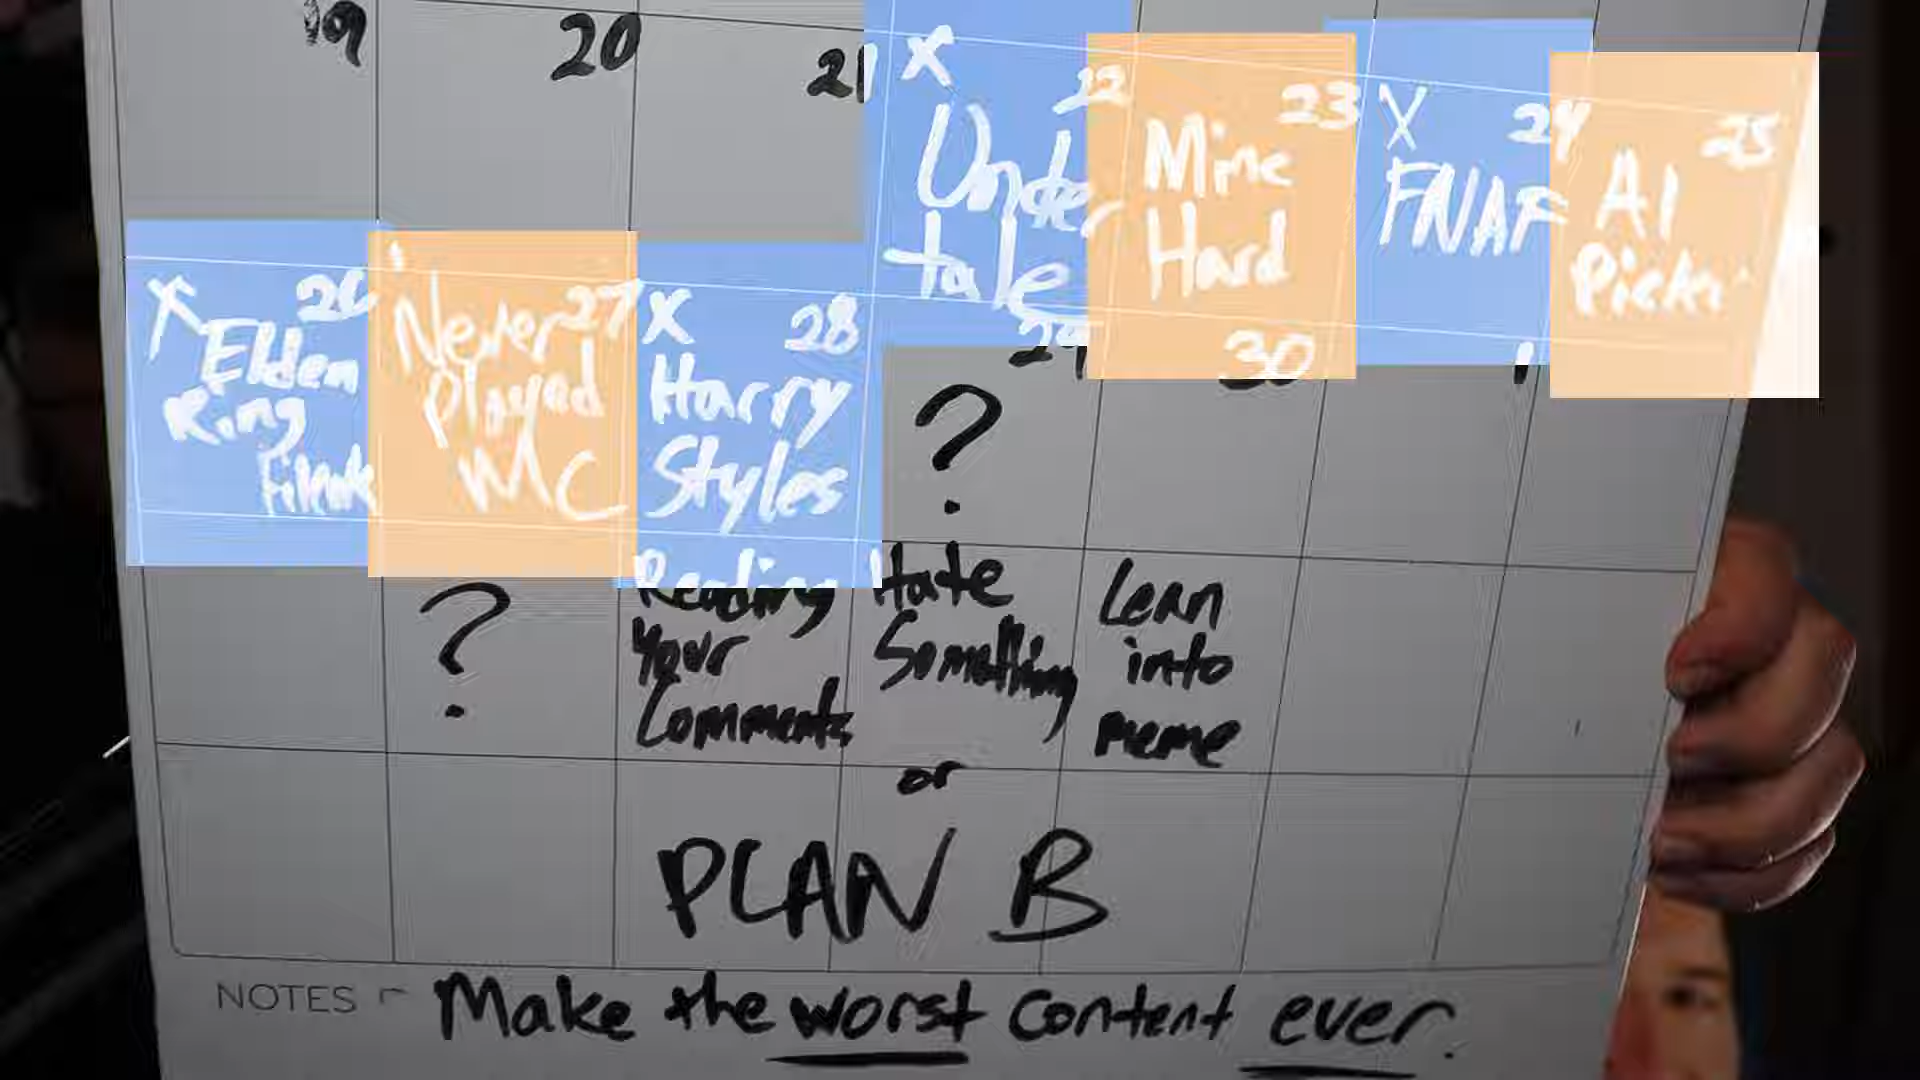 19
20
21
X
22
Under
tale
23
Mine
Hard
X
24
FNAF
25
AI
X
26
Elden
Ring
27
Never
Played
MC
X
28
Harry
Styles
29
?
30
1
?
Reading
Your
Comments
Hate
Something
Lean
into
meme
or
PLAN B
NOTES
Make the worst content ever.